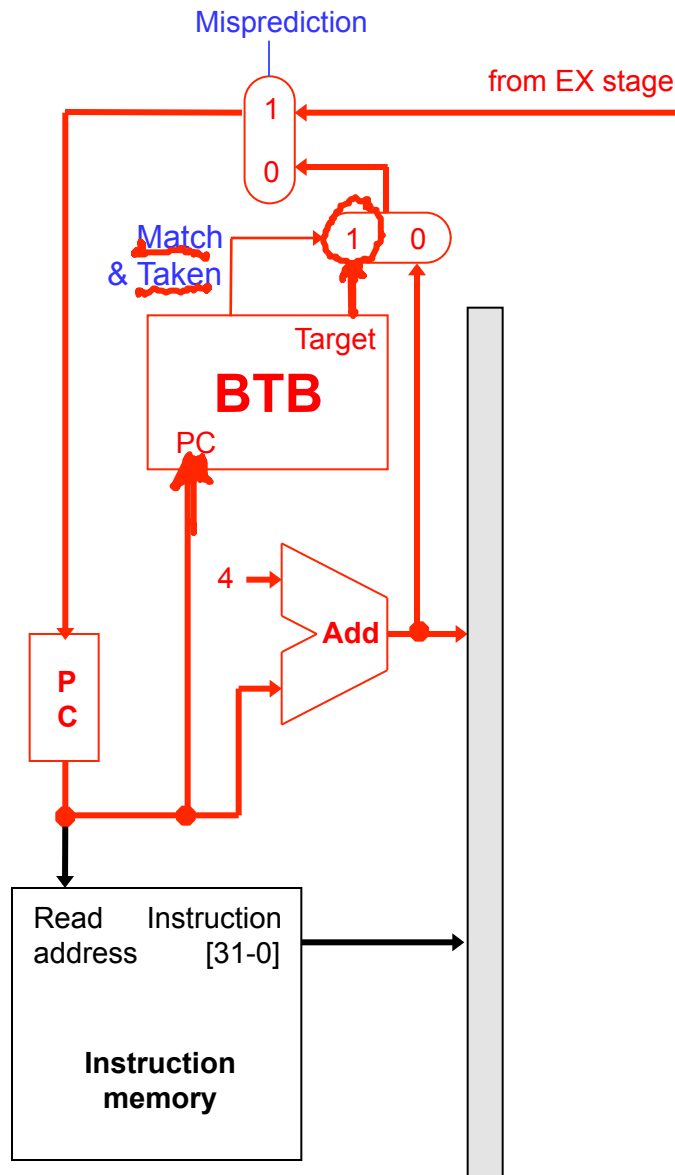 Misprediction
from EX stage
1
0
Match
& Taken
1 0
Target
BTB
PC
4
Add
P
C
Read Instruction
address [31-0]
Instruction
memory